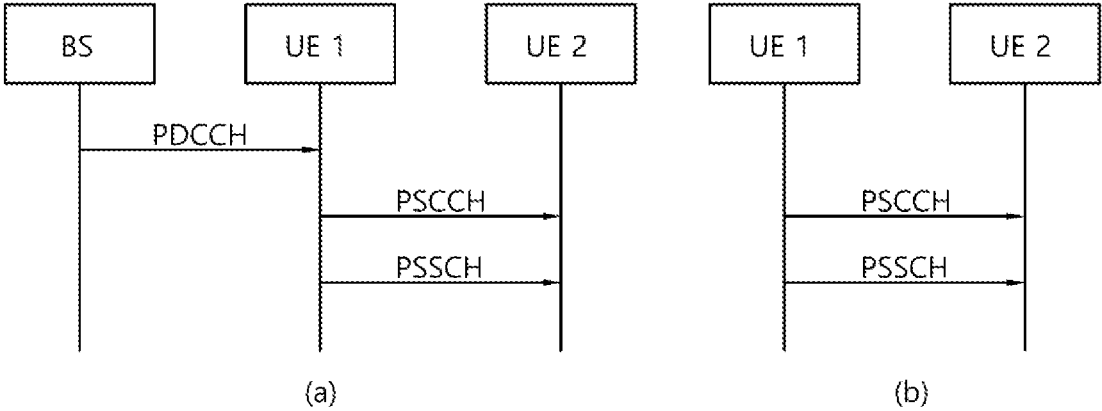 BS UE 1 UE 2 UE 1 UE 2
PDCCH
PSCCH PSCCH
PSSCH PSSCH
(a) (b)